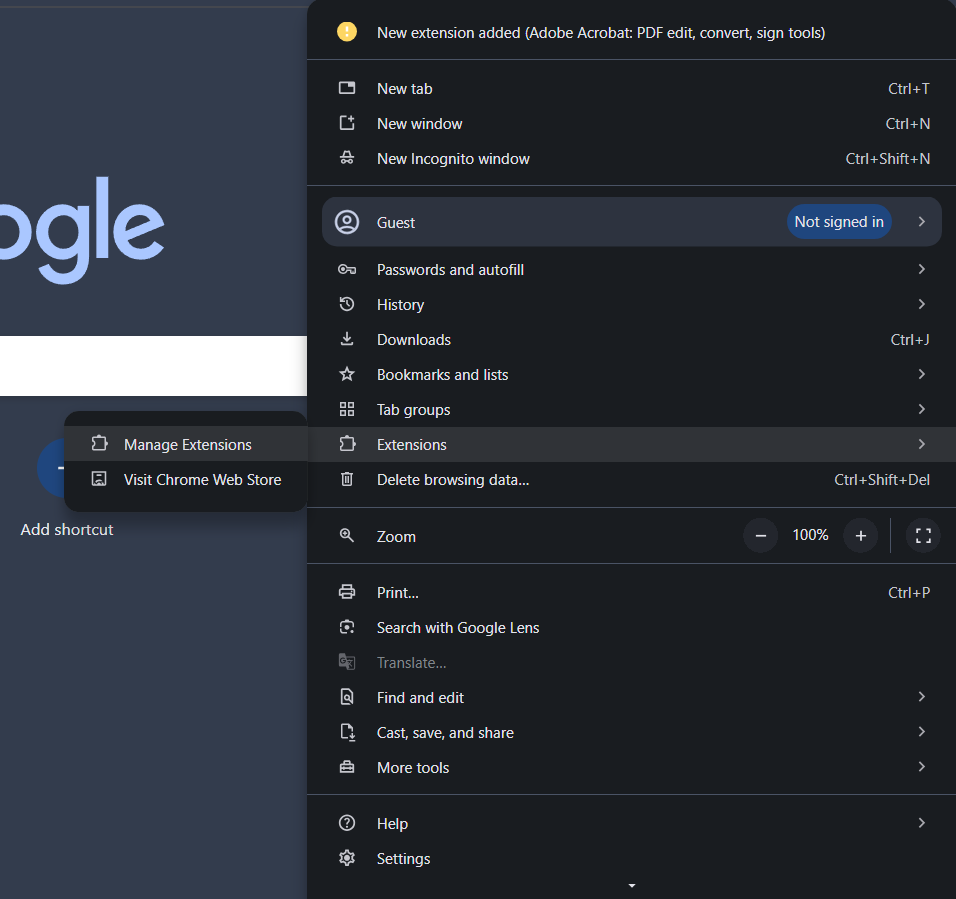 New extension added (Adobe Acrobat: PDF edit, convert, sign tools)
New tab Ctrl+T
New window Ctrl+N
New Incognito window Ctrl+Shift+N
ogle
Guest Not signed in
Passwords and autofill
History
Downloads Ctrl+J
Bookmarks and lists
Tab groups
Manage Extensions
Extensions
Visit Chrome Web Store
Delete browsing data... Ctrl+Shift+Del
Add shortcut
Zoom − 100% +
Print... Ctrl+P
Search with Google Lens
Translate...
Find and edit
Cast, save, and share
More tools
Help
Settings